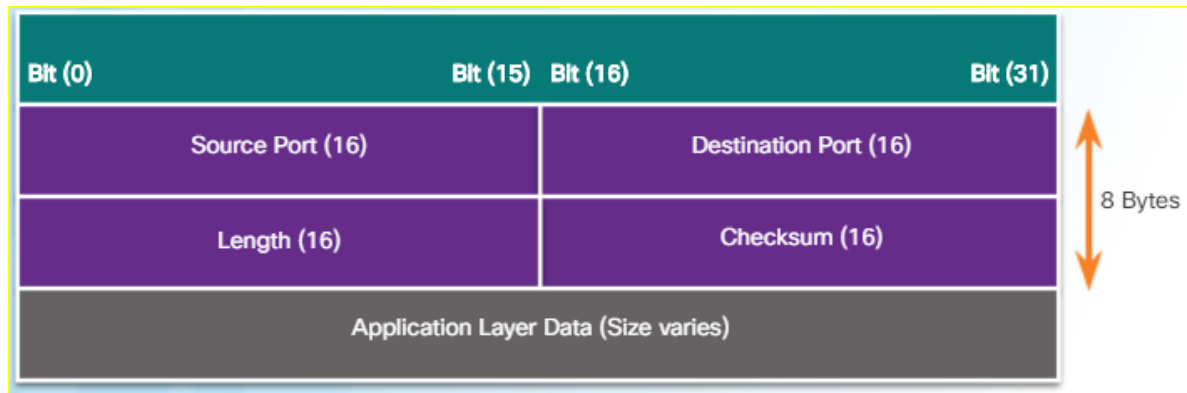 Bit (0) Bit (15) Bit (16) Bit (31)
Source Port (16) Destination Port (16)
8 Bytes
Length (16) Checksum (16)
Application Layer Data (Size varies)